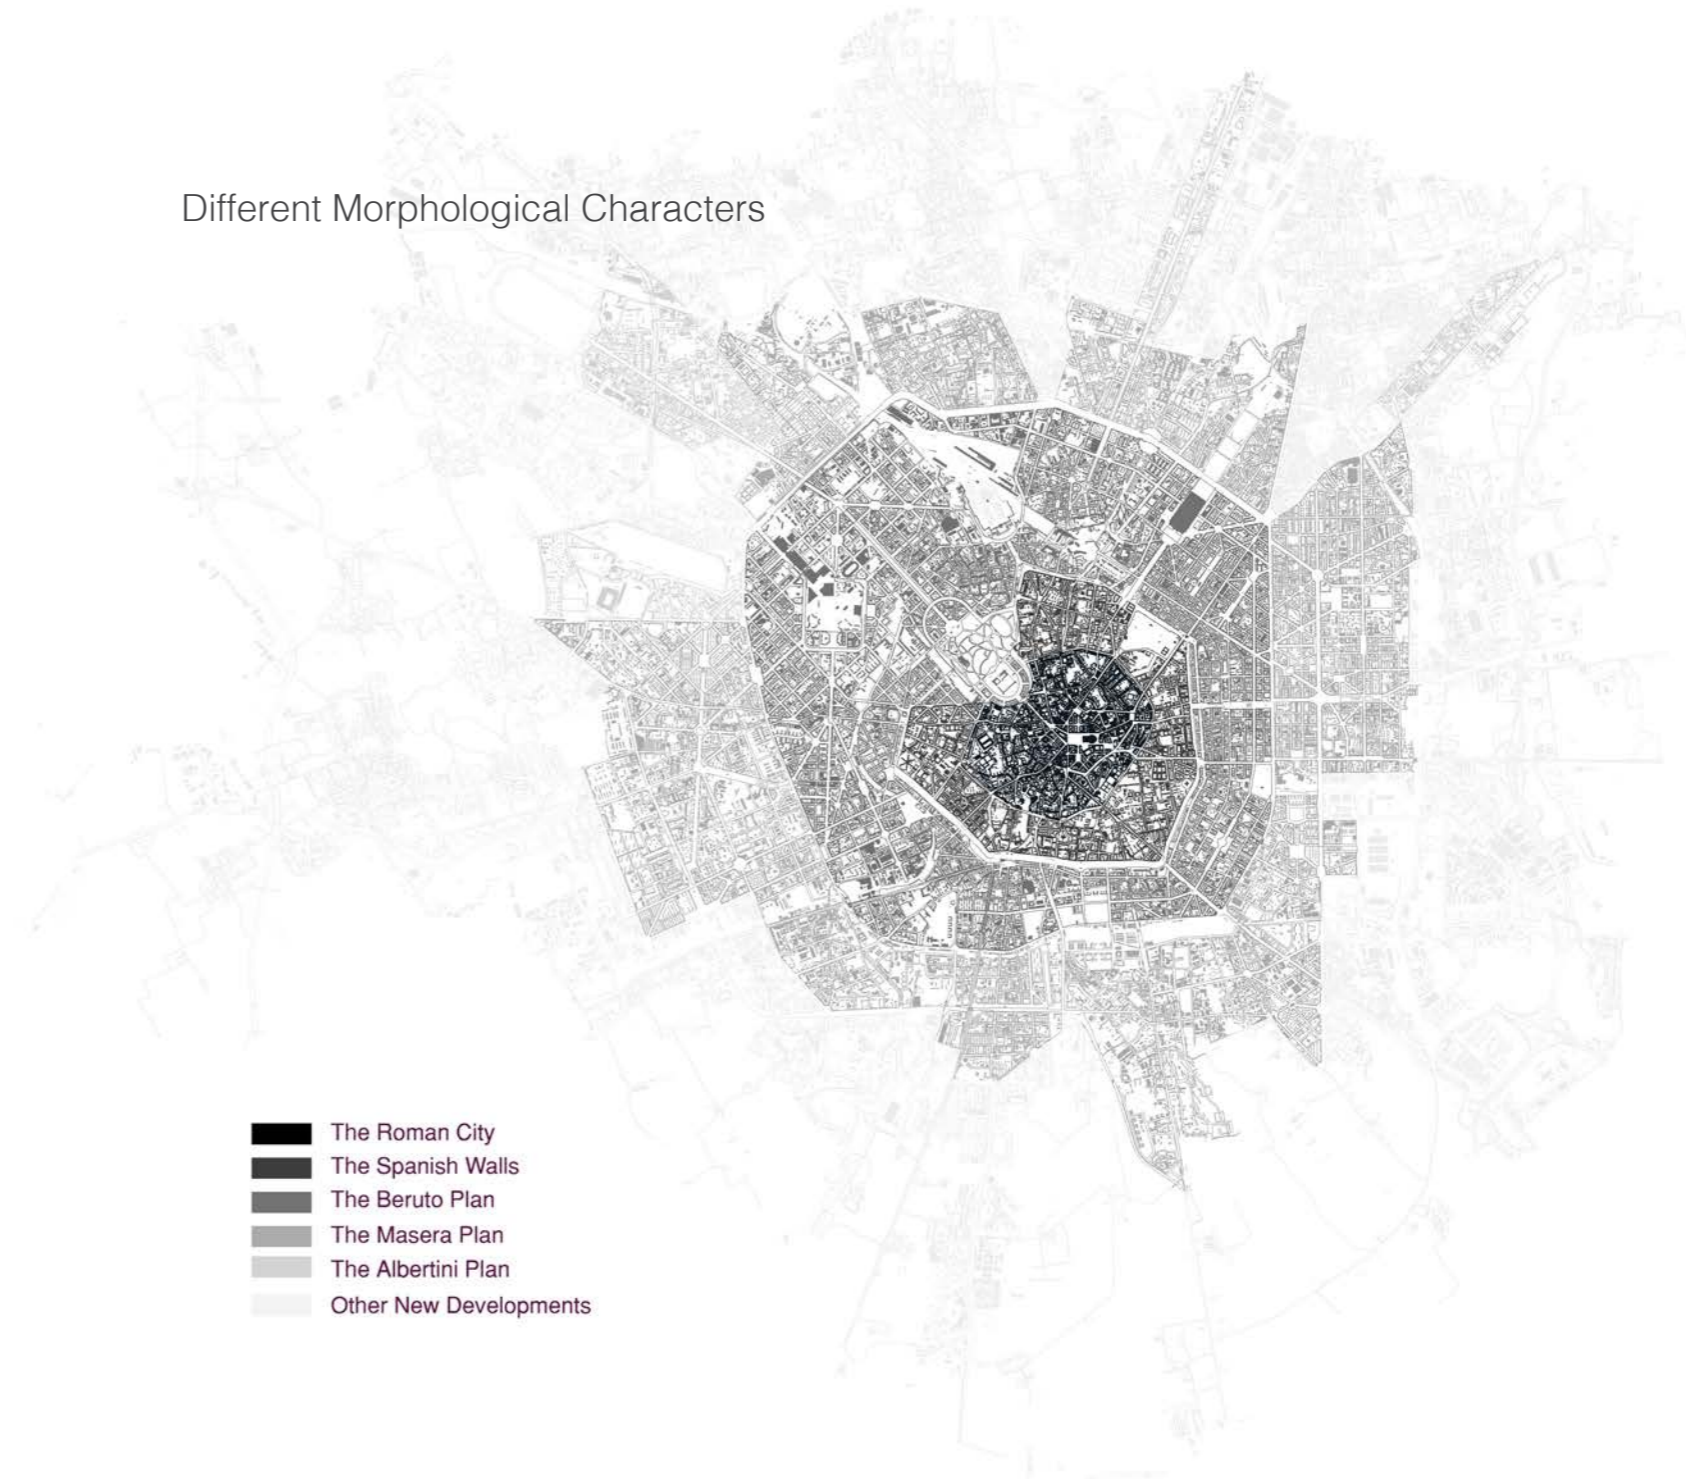 Different Morphological Characters
The Roman City
The Spanish Walls
The Beruto Plan
The Masera Plan
The Albertini Plan
Other New Developments